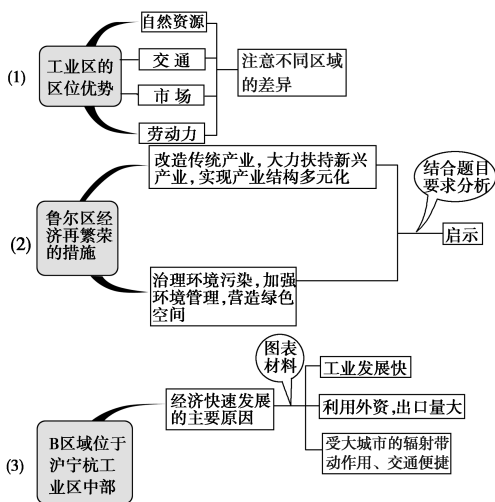 (1)
工业区的
区位优势
自然资源
交通
市场
劳动力
注意不同区域
的差异
(2)
鲁尔区经
济再繁荣
的措施
改造传统产业,大力扶持新兴
产业,实现产业结构多元化
治理环境污染,加强
环境管理,营造绿色
空间
结合题目
要求分析
启示
(3)
B区域位于
沪宁杭工
业区中部
经济快速发展
的主要原因
图表
材料
工业发展快
利用外资,出口量大
受大城市的辐射带
动作用、交通便捷